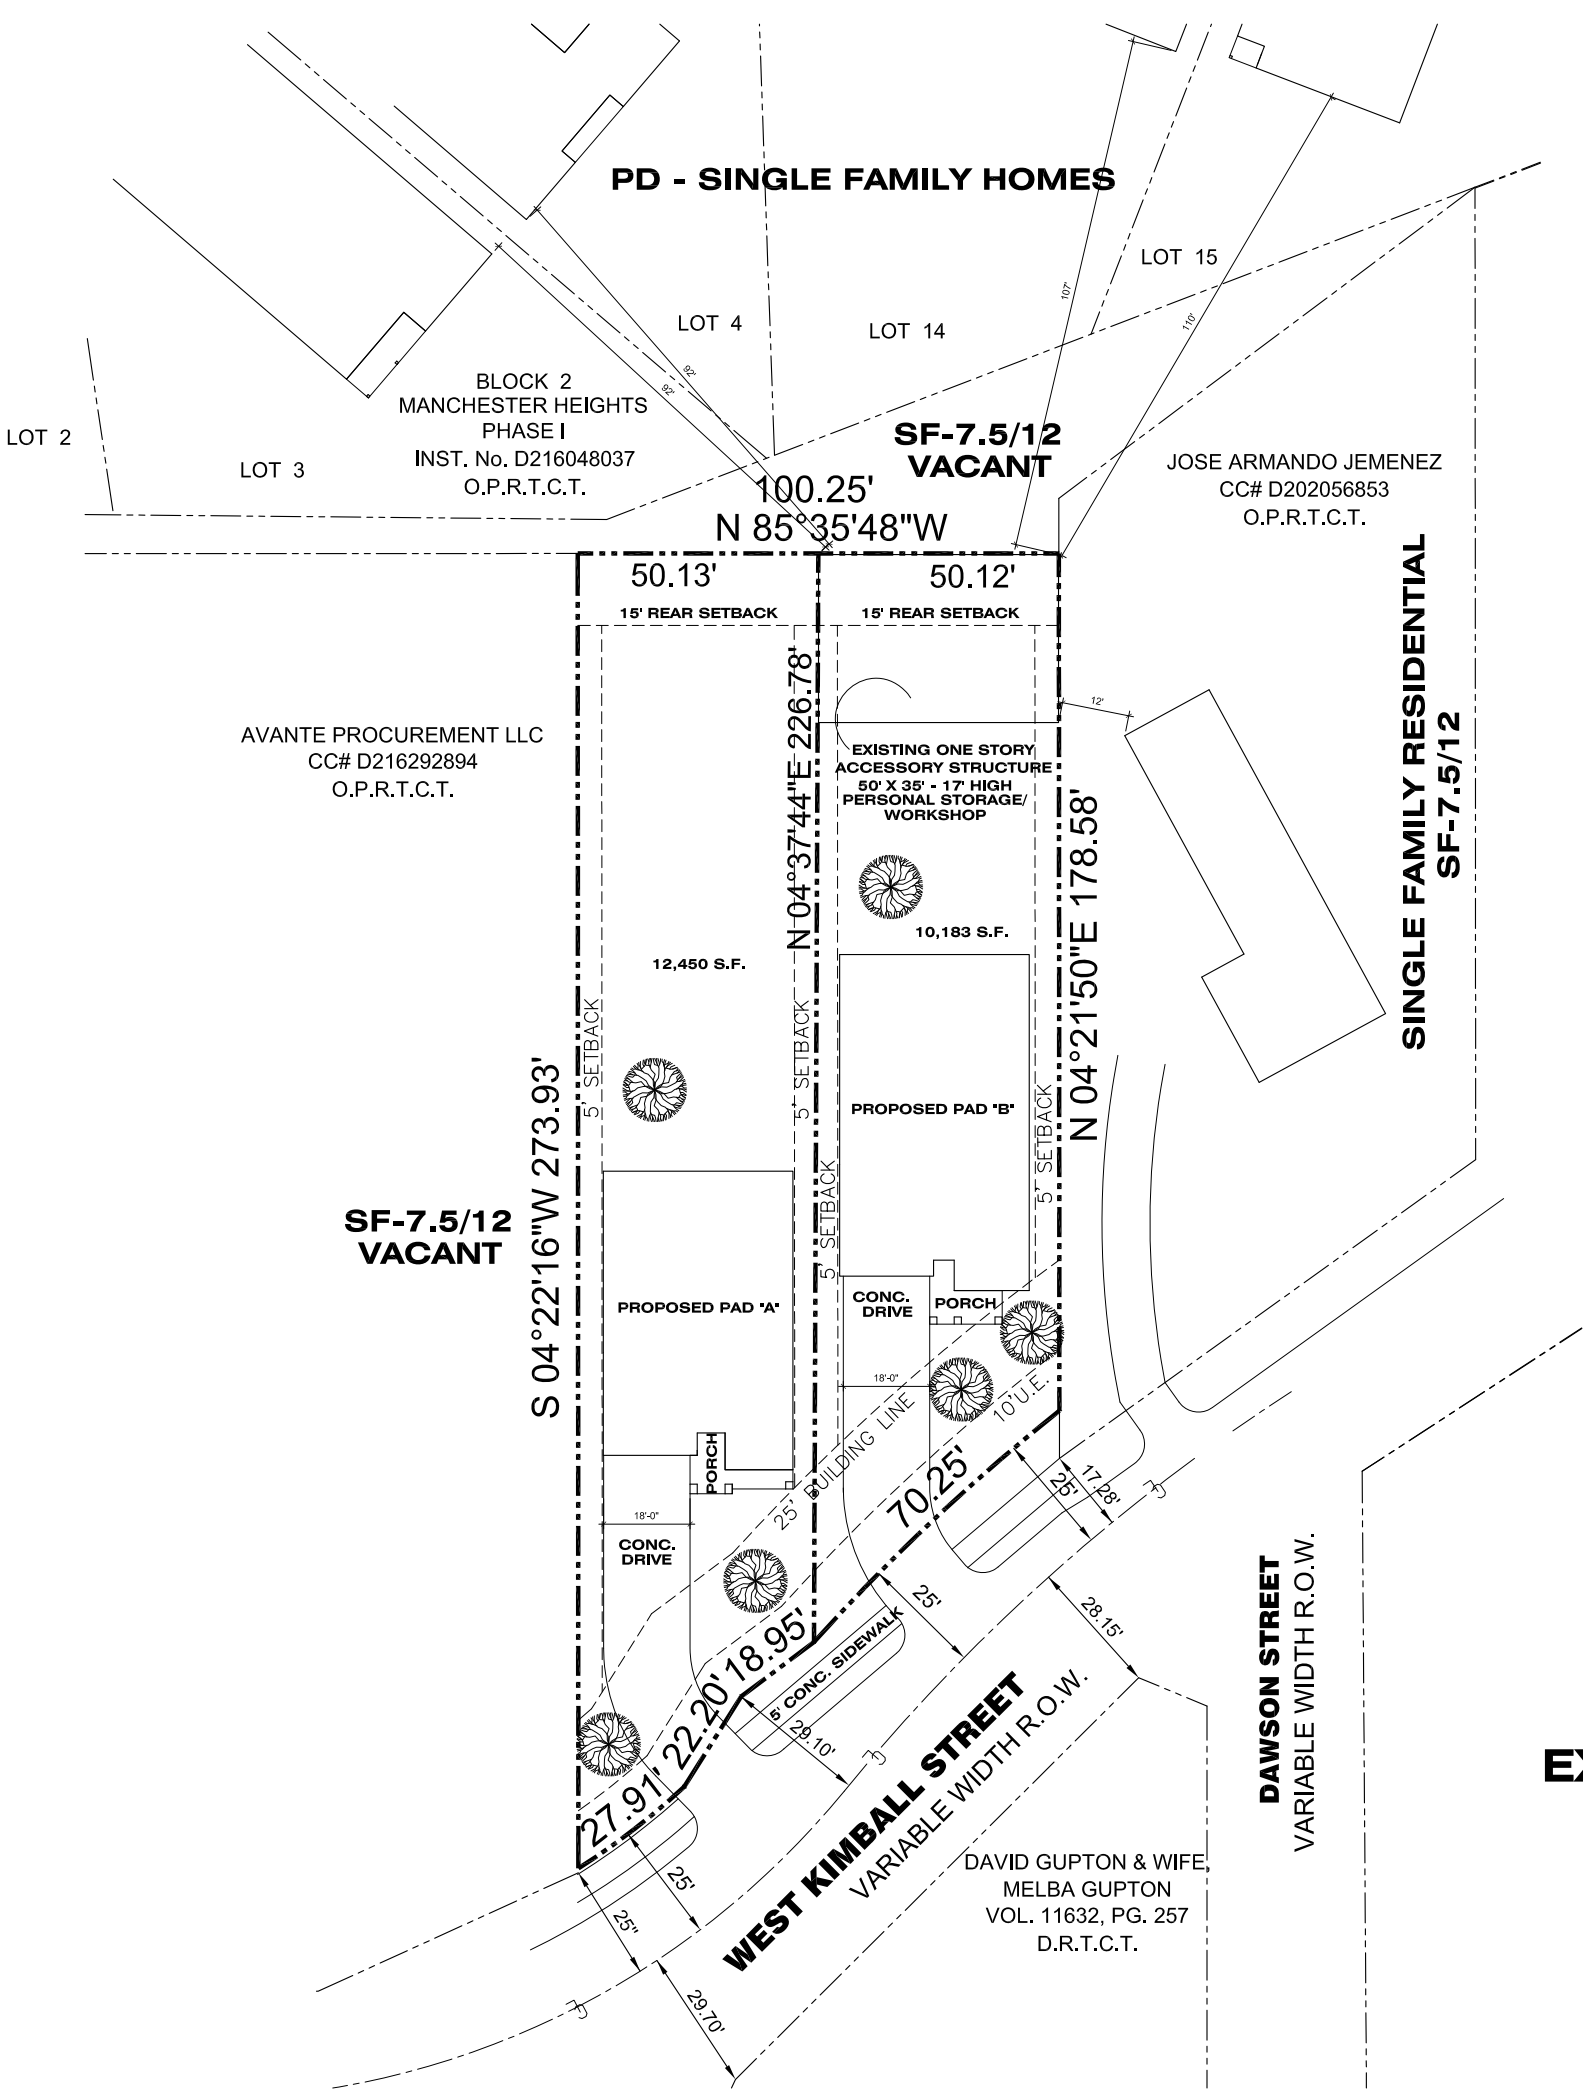 PD - SINGLE FAMILY HOMES
LOT 15
107'
110'
LOT 4
LOT 14
92'
92'
BLOCK 2
MANCHESTER HEIGHTS
PHASE I
INST. No. D216048037
O.P.R.T.C.T.
LOT 2
LOT 3
SF-7.5/12
VACANT
JOSE ARMANDO JEMENEZ
CC# D202056853
O.P.R.T.C.T.
100.25'
N 85°35'48"W
50.13'
50.12'
15' REAR SETBACK
15' REAR SETBACK
SINGLE FAMILY RESIDENTIAL
SF-7.5/12
AVANTE PROCUREMENT LLC
CC# D216292894
O.P.R.T.C.T.
N 04°37'44"E 226.78'
12'
EXISTING ONE STORY
ACCESSORY STRUCTURE
50' X 35' - 17' HIGH
PERSONAL STORAGE/
WORKSHOP
N 04°21'50"E 178.58'
10,183 S.F.
12,450 S.F.
5' SETBACK
5' SETBACK
5' SETBACK
5' SETBACK
PROPOSED PAD "B"
S 04°22'16"W 273.93'
SF-7.5/12
VACANT
PROPOSED PAD "A"
CONC.
DRIVE
PORCH
18'-0"
10'U.E.
25' BUILDING LINE
PORCH
18'-0"
CONC.
DRIVE
70.25'
25'
17.28'
25'
28.15'
18.95'
22.20'
27.91'
5' CONC. SIDEWALK
29.10'
25'
25"
29.70'
WEST KIMBALL STREET
VARIABLE WIDTH R.O.W.
DAWSON STREET
VARIABLE WIDTH R.O.W.
DAVID GUPTON & WIFE,
MELBA GUPTON
VOL. 11632, PG. 257
D.R.T.C.T.